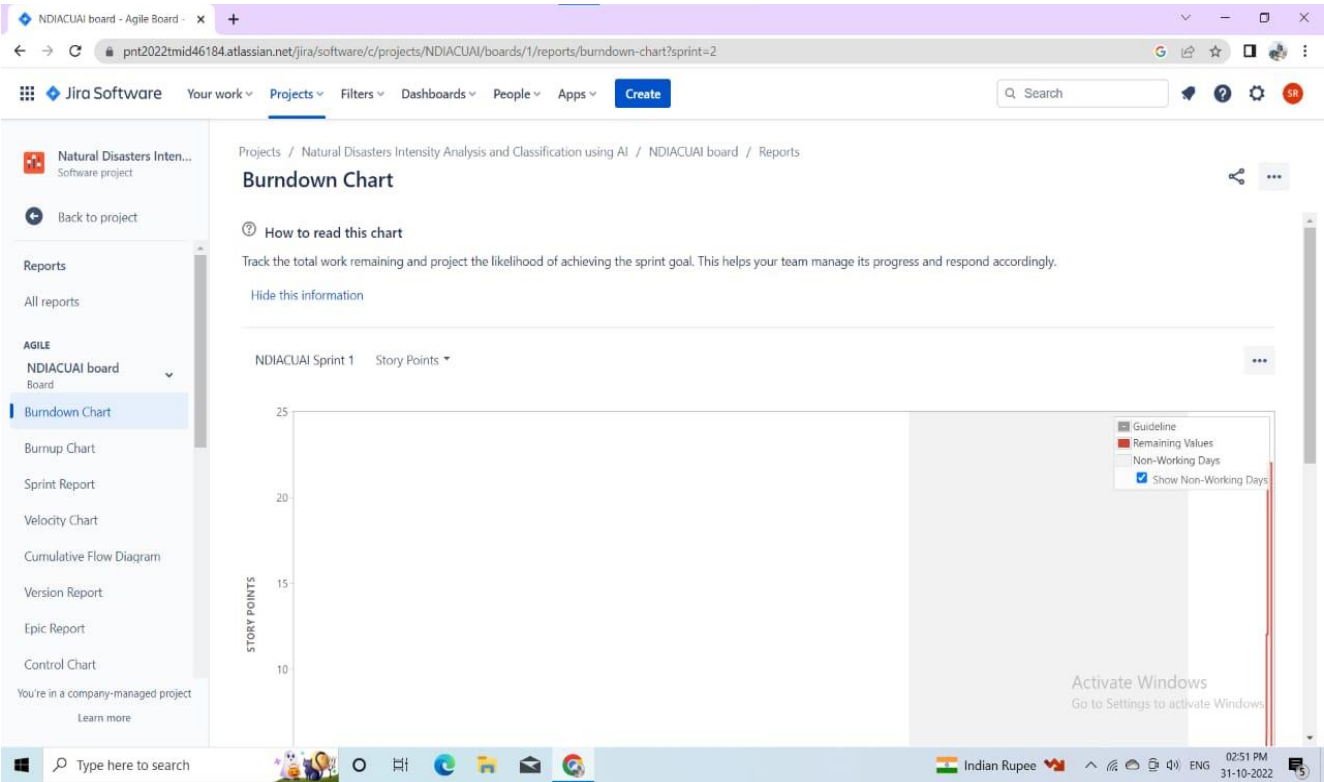 NDIACUAI board - Agile Board -
pnt2022tmid46184.atlassian.net/jira/software/c/projects/NDIACUAI/boards/1/reports/burndown-chart?sprint=2
Jira Software Your work Projects Filters Dashboards People Apps Create Search SR
Natural Disasters Inten...
Software project
Back to project
Reports
All reports
AGILE
NDIACUAI board
Board
Burndown Chart
Burnup Chart
Sprint Report
Velocity Chart
Cumulative Flow Diagram
Version Report
Epic Report
Control Chart
You're in a company-managed project
Learn more
Projects / Natural Disasters Intensity Analysis and Classification using AI / NDIACUAI board / Reports
Burndown Chart
How to read this chart
Track the total work remaining and project the likelihood of achieving the sprint goal. This helps your team manage its progress and respond accordingly.
Hide this information
NDIACUAI Sprint 1 Story Points
25
20
15
10
STORY POINTS
Guideline
Remaining Values
Non-Working Days
Show Non-Working Days
Activate Windows
Go to Settings to activate Windows
Type here to search
Indian Rupee
ENG
02:51 PM
31-10-2022
5